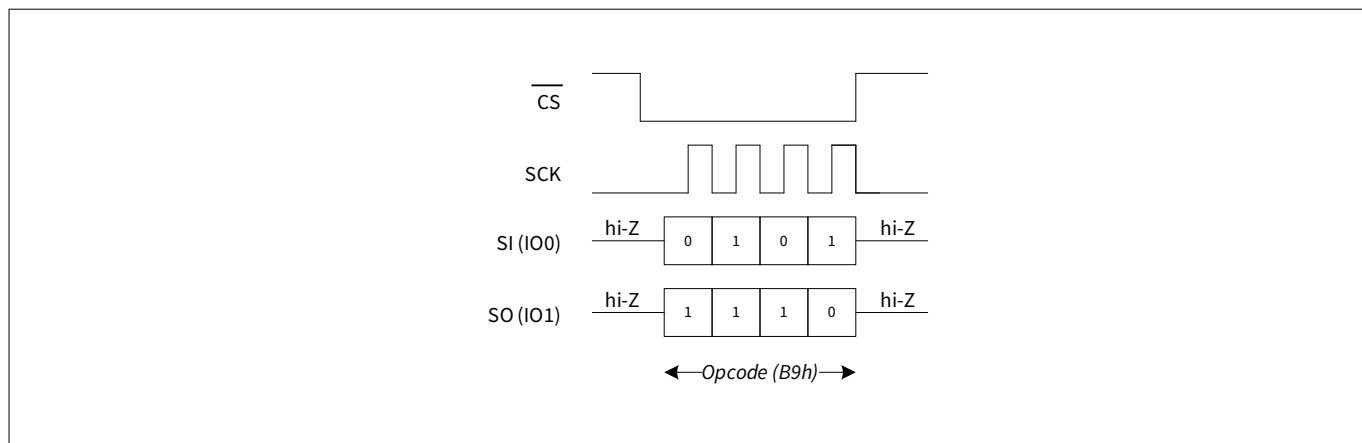 CS
SCK
hi-Z 0 1 0 1 hi-Z
SI (IO0)
hi-Z 1 1 1 0 hi-Z
SO (IO1)
Opcode (B9h)